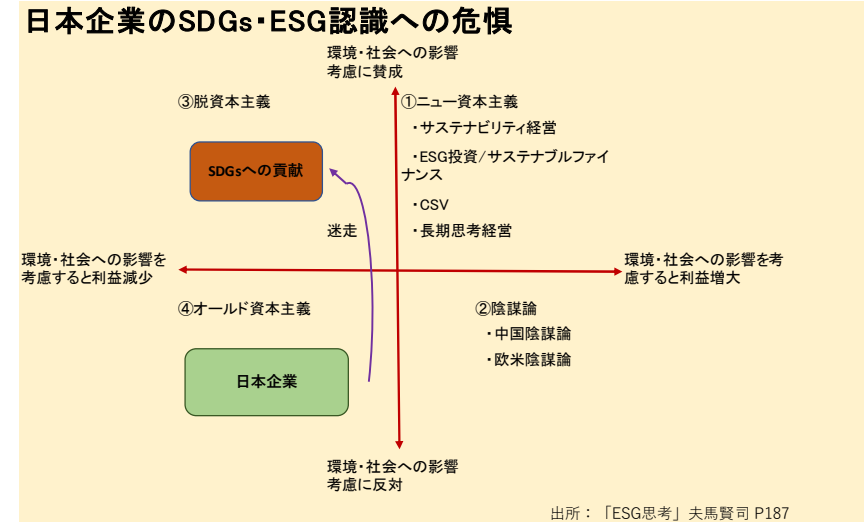 日本企業のSDGs・ESG認識への危惧
環境・社会への影響
考慮に賛成
③脱資本主義
①ニュー資本主義
・サステナビリティ経営
・ESG投資/サステナブルファイ
ナンス
SDGsへの貢献
・CSV
迷走
・長期思考経営
環境・社会への影響を
考慮すると利益減少
環境・社会への影響を考
慮すると利益増大
④オールド資本主義
②陰謀論
・中国陰謀論
・欧米陰謀論
日本企業
環境・社会への影響
考慮に反対
出所：「ESG思考」夫馬賢司 P187